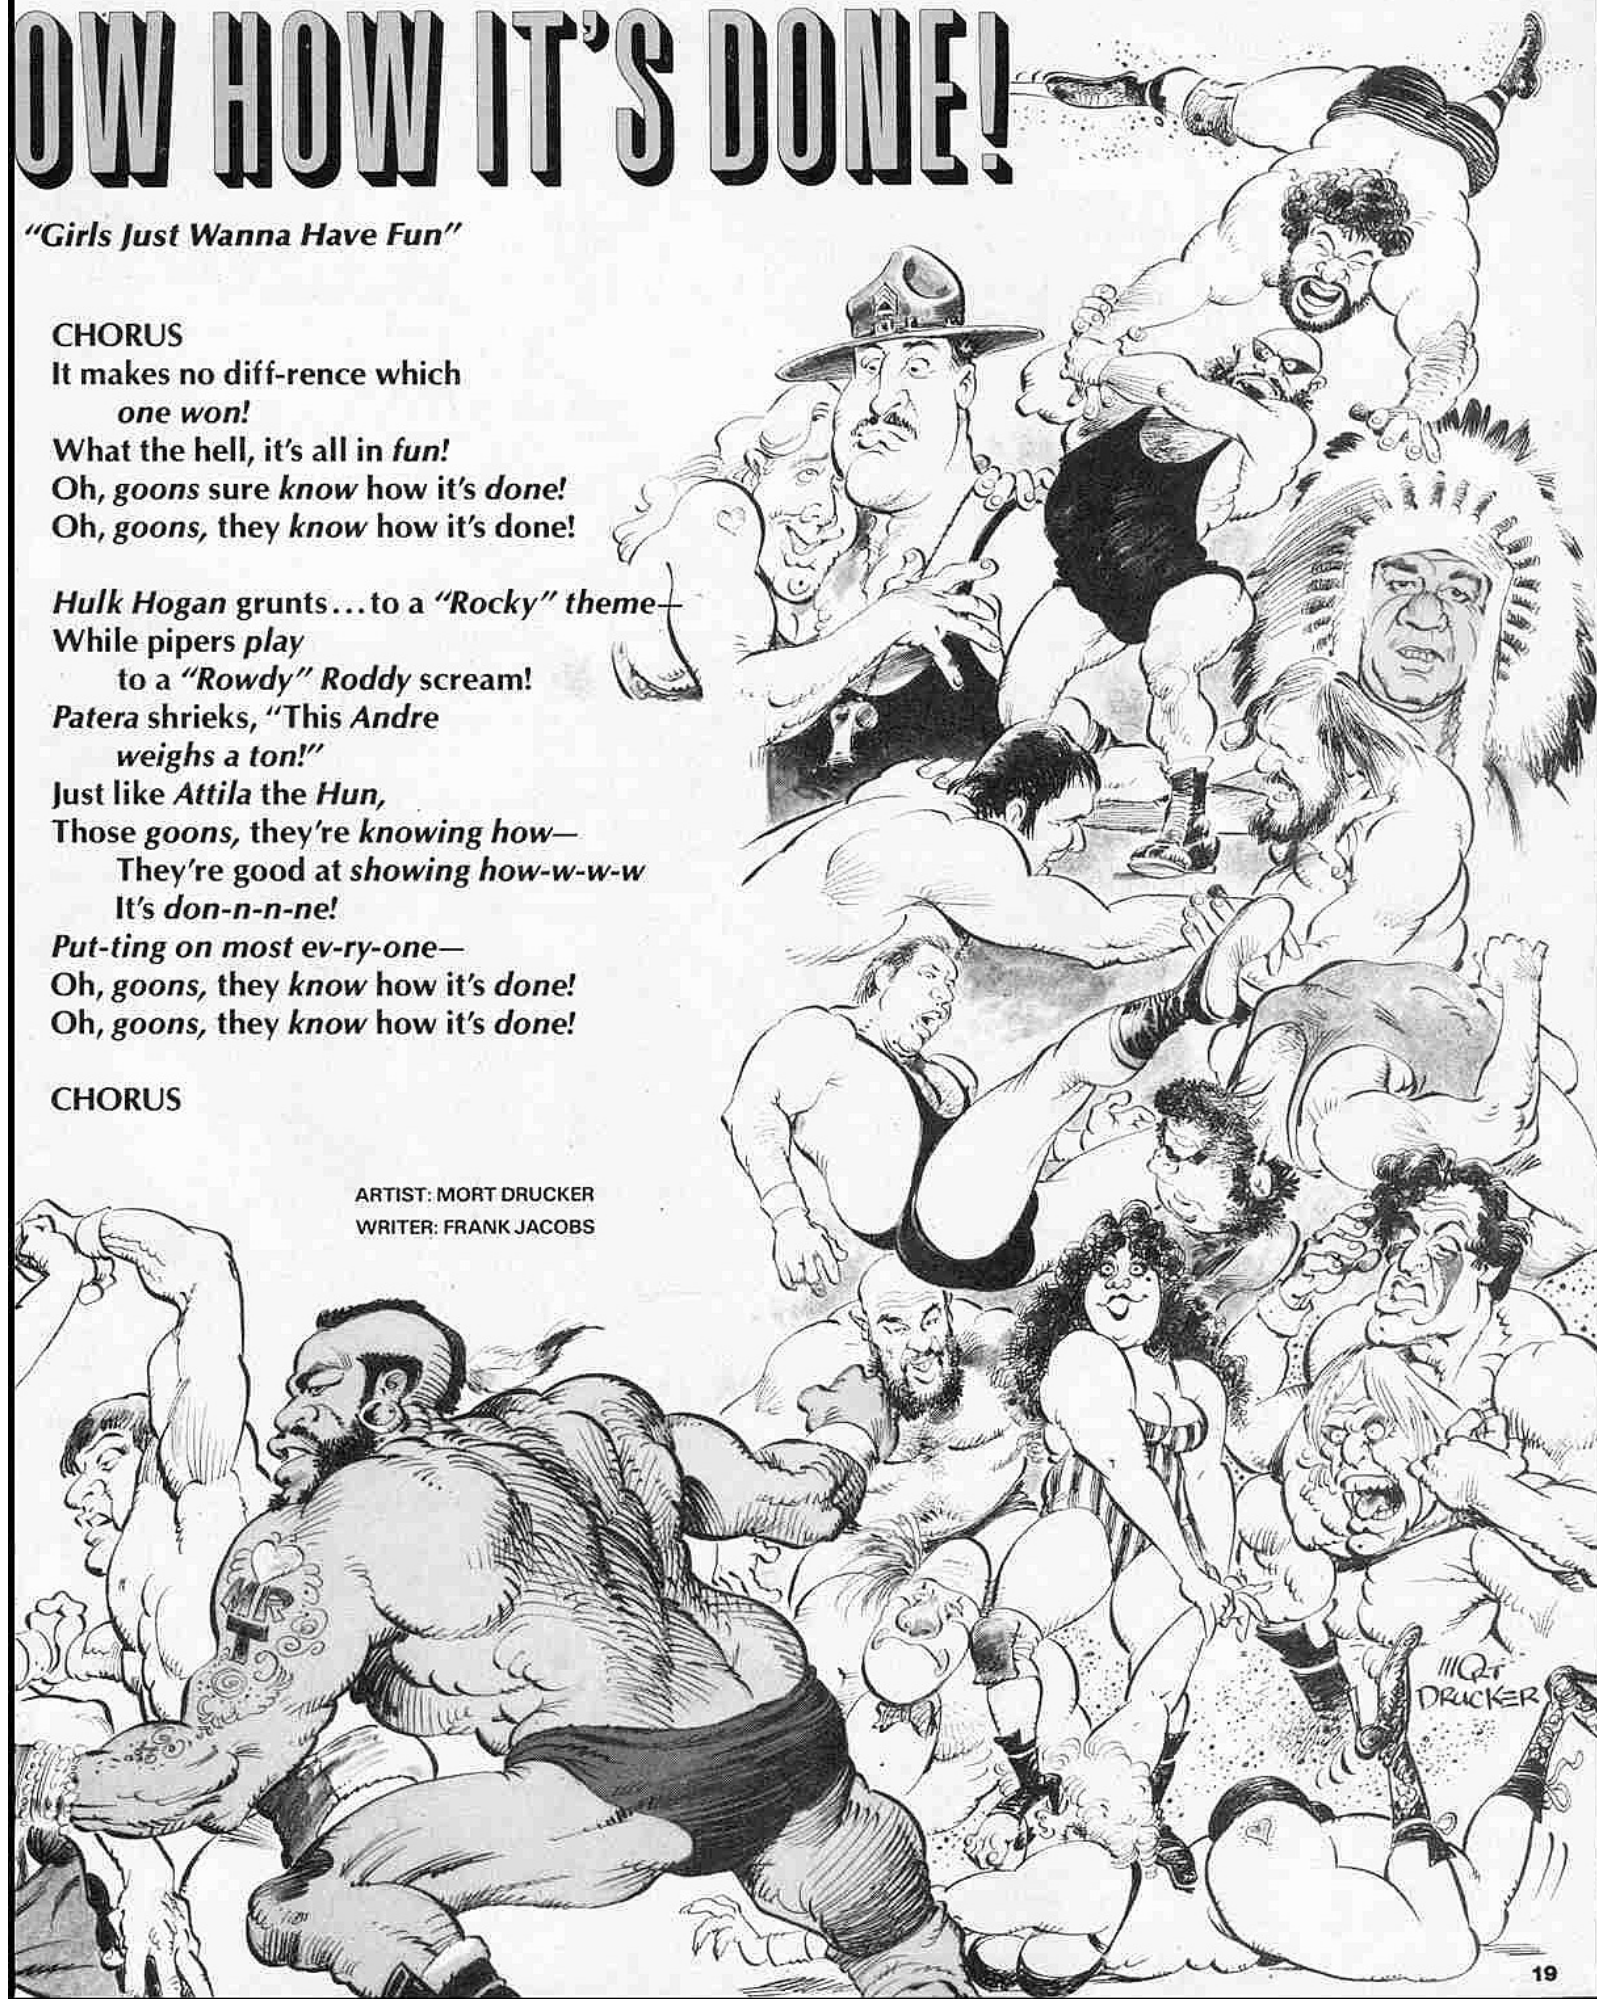 OW HOW IT'S DONE!
"Girls Just Wanna Have Fun"
CHORUS
It makes no diff-rence which
one won!
What the hell, it's all in fun!
Oh, goons sure know how it's done!
Oh, goons, they know how it's done!
Hulk Hogan grunts...to a "Rocky" theme—
While pipers play
to a "Rowdy" Roddy scream!
Patera shrieks, "This Andre
weighs a ton!"
Just like Attila the Hun,
Those goons, they're knowing how—
They're good at showing how-w-w-w
It's don-n-n-ne!
Put-ting on most ev-ry-one—
Oh, goons, they know how it's done!
Oh, goons, they know how it's done!
CHORUS
ARTIST: MORT DRUCKER
WRITER: FRANK JACOBS
MR
T
MORT
DRUCKER
19